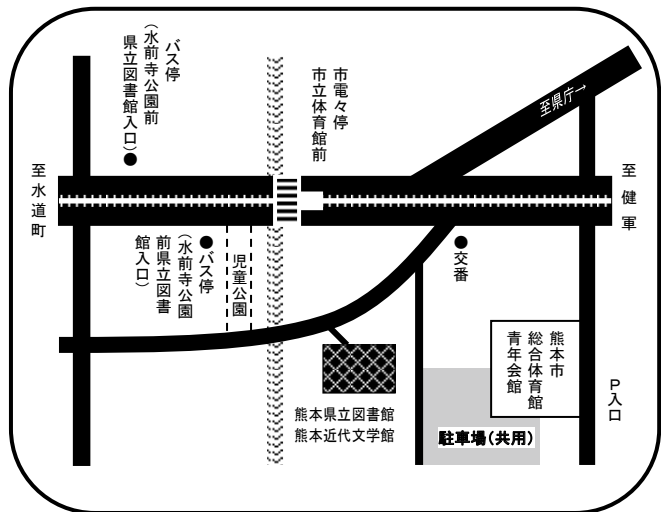 バス停
(水前寺公園前
県立図書館入口)●
市電々停
市立体育館前
至県庁→
至水道町
至健軍
●バス停
(水前寺公園
前県立図書
館入口)
児童公園
●交番
熊本市
総合体育館
青年会館
P入口
熊本県立図書館
熊本近代文学館
駐車場(共用)